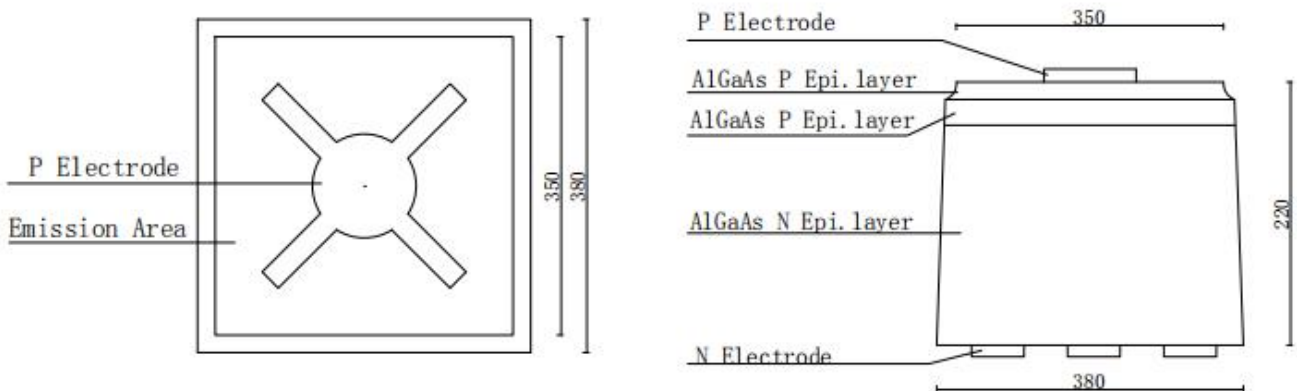 P Electrode
Emission Area
350
380
P Electrode
AlGaAs P Epi.layer
AlGaAs P Epi.layer
AlGaAs N Epi.layer
N Electrode
350
220
380